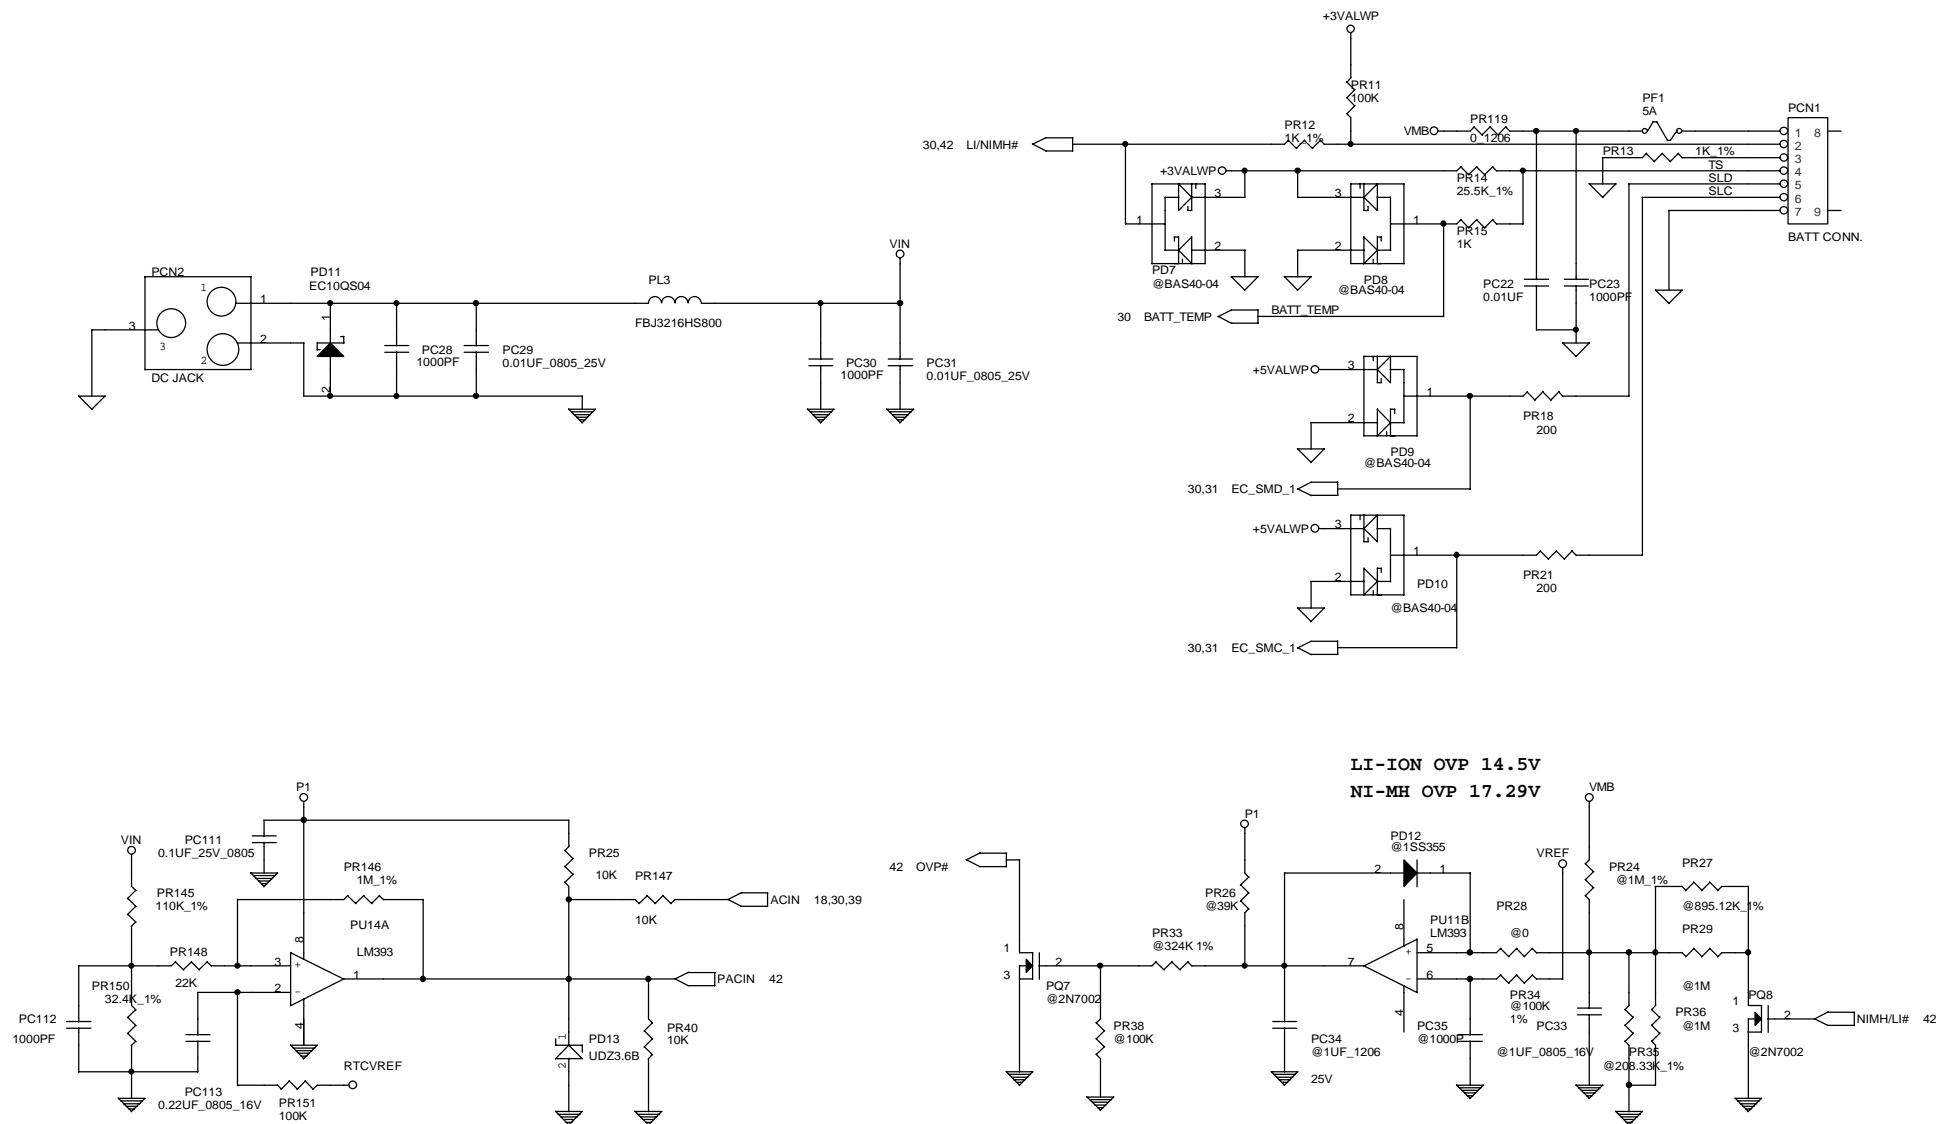 +3VALWP
PR11
100K
PF1
5A
PCN1
PR119
0_1206
VMB
PR12
1K_1%
30,42 LI/NIMH#
1 8
2
3
4
5
6
7 9
PR13
1K_1%
TS
SLD
SLC
BATT CONN.
+3VALWP
PR14
25.5K_1%
3
1
2
PD7
@BAS40-04
3
1
2
PD8
@BAS40-04
PR15
1K
PC22
0.01UF
PC23
1000PF
30 BATT_TEMP
BATT_TEMP
PCN2
1
2
3
1
2
3
DC JACK
PD11
EC10QS04
1
2
PC28
1000PF
PC29
0.01UF_0805_25V
PL3
FBJ3216HS800
VIN
PC30
1000PF
PC31
0.01UF_0805_25V
+5VALWP
3
1
2
PD9
@BAS40-04
PR18
200
30,31 EC_SMD_1
+5VALWP
3
1
2
PD10
@BAS40-04
PR21
200
30,31 EC_SMC_1
LI-ION OVP 14.5V
NI-MH OVP 17.29V
P1
VIN
PC111
0.1UF_25V_0805
PR146
1M_1%
PR25
10K
PR147
10K
ACIN 18,30,39
PR145
110K_1%
PU14A
LM393
8
3
+
2
-
1
4
PR148
22K
PACIN 42
PR150
32.4K_1%
PC112
1000PF
PC113
0.22UF_0805_16V
PR151
100K
RTCVREF
PD13
UDZ3.6B
1
2
PR40
10K
42 OVP#
P1
PR26
@39K
PD12
@1SS355
2
1
VREF
VMB
PR24
@1M_1%
PR27
@895.12K_1%
PR33
@324K 1%
PU11B
LM393
8
5
+
6
-
7
4
PR28
@0
PR29
@1M
1
2
3
PQ7
@2N7002
PR38
@100K
PC34
@1UF_1206
25V
PC35
@1000P
PR34
@100K
1%
PC33
@1UF_0805_16V
PR35
@208.33K_1%
PR36
@1M
PQ8
1
2
3
@2N7002
NIMH/LI# 42